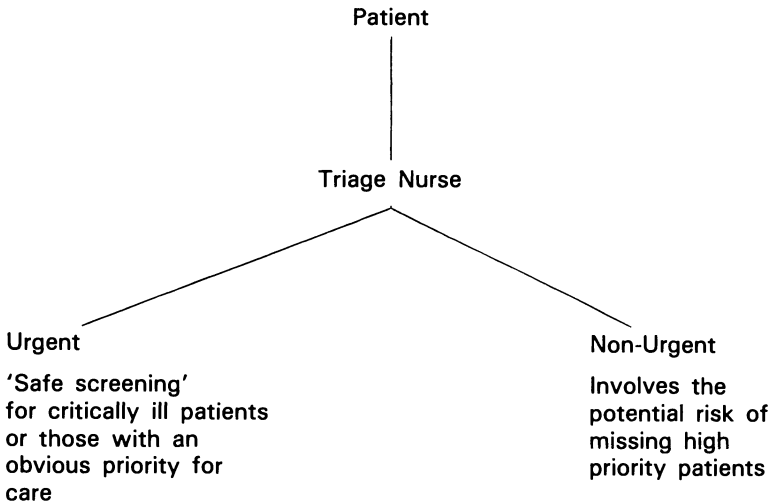 Patient
Triage Nurse
Urgent
'Safe screening'
for critically ill patients
or those with an
obvious priority for
care
Non-Urgent
Involves the
potential risk of
missing high
priority patients